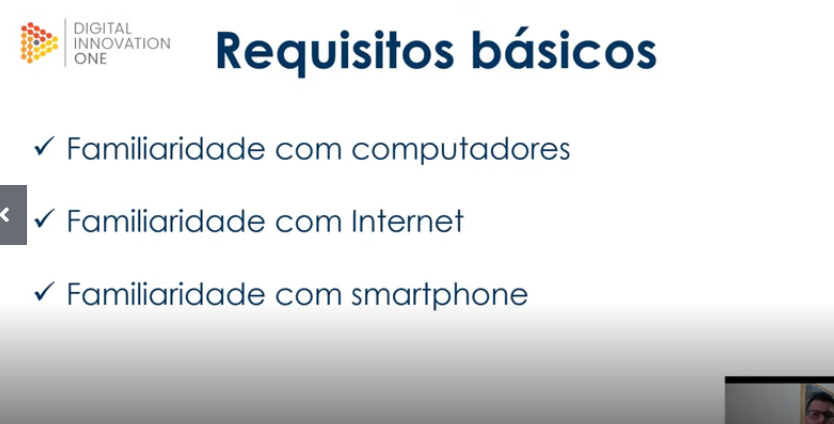 DIGITAL
INNOVATION
ONE
Requisitos básicos
Familiaridade com computadores
Familiaridade com Internet
Familiaridade com smartphone